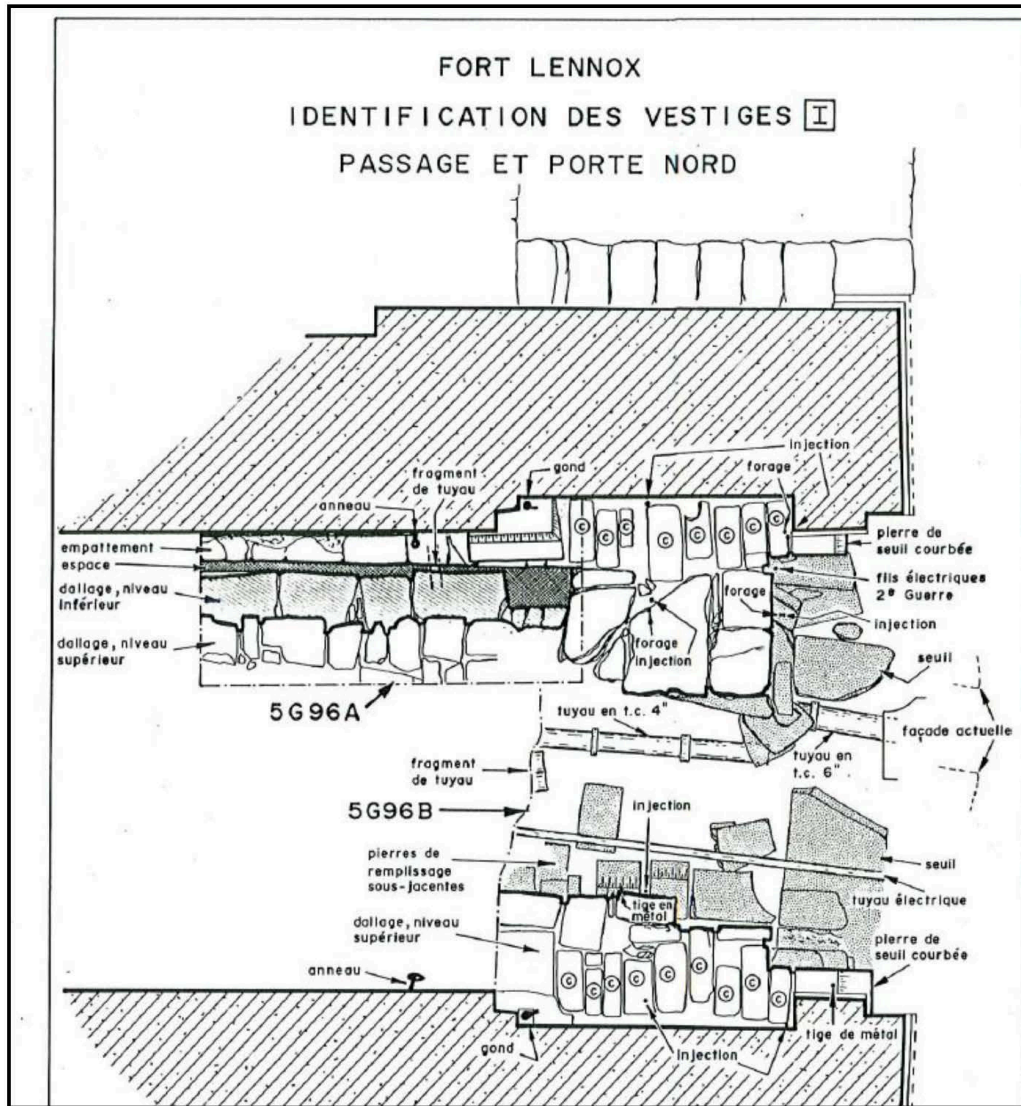 FORT LENNOX
IDENTIFICATION DES VESTIGES I
PASSAGE ET PORTE NORD
injection
forage
gond
fragment
de tuyau
anneau
empattement
espace
dallage, niveau
inférieur
dallage, niveau
supérieur
pierre de
seuil courbée
fils électriques
2e Guerre
forage
injection
forage
injection
seuil
5G96A
tuyau en t.c. 4"
façade actuelle
tuyau en
t.c. 6".
fragment
de tuyau
5G96B
injection
pierres de
remplissage
sous-jacentes
seuil
tuyau électrique
tige en
métal
dallage, niveau
supérieur
pierre de
seuil courbée
anneau
C C C C C C C
C C C C C C C C
gond
injection
tige de métal